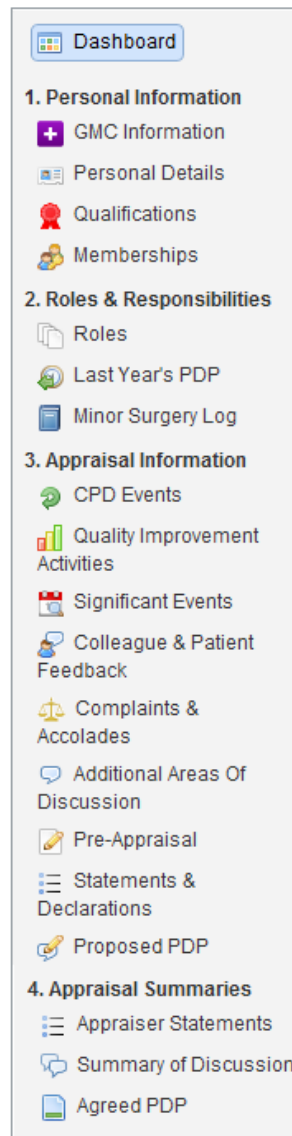 Dashboard
1. Personal Information
GMC Information
Personal Details
Qualifications
Memberships
2. Roles & Responsibilities
Roles
Last Year's PDP
Minor Surgery Log
3. Appraisal Information
CPD Events
Quality Improvement
Activities
Significant Events
Colleague & Patient
Feedback
Complaints &
Accolades
Additional Areas Of
Discussion
Pre-Appraisal
Statements &
Declarations
Proposed PDP
4. Appraisal Summaries
Appraiser Statements
Summary of Discussion
Agreed PDP